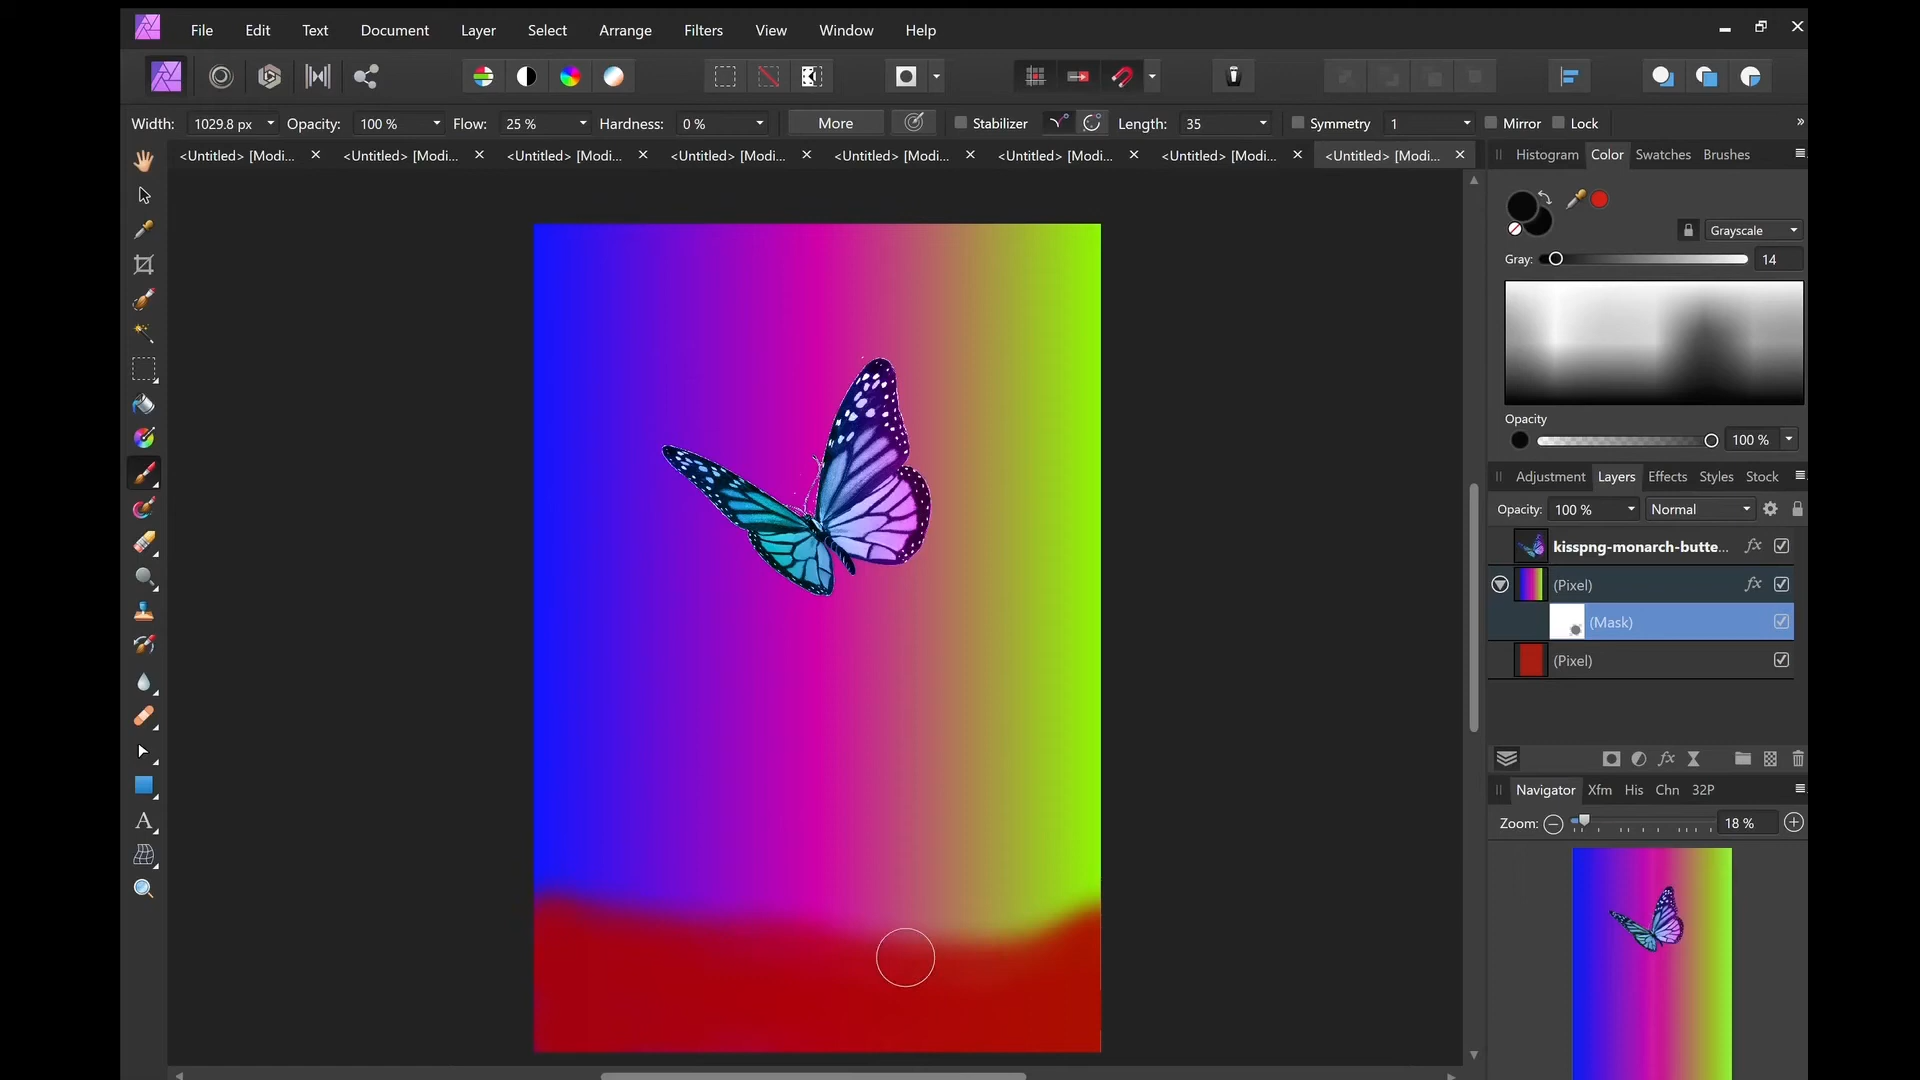 File Edit Text Document Layer Select Arrange Filters View Window Help
Width: 1029.8 px Opacity: 100 % Flow: 25 % Hardness: 0 % More Stabilizer Length: 35 Symmetry 1 Mirror Lock »
<Untitled> [Modi... <Untitled> [Modi... <Untitled> [Modi... <Untitled> [Modi... <Untitled> [Modi... <Untitled> [Modi... <Untitled> [Modi... <Untitled> [Modi...
Histogram Color Swatches Brushes
Grayscale
Gray: 14
Opacity
100 %
Adjustment Layers Effects Styles Stock
Opacity: 100 % Normal
kisspng-monarch-butte... fx
(Pixel) fx
(Mask)
(Pixel)
fx
Navigator Xfm His Chn 32P
Zoom: 18 %